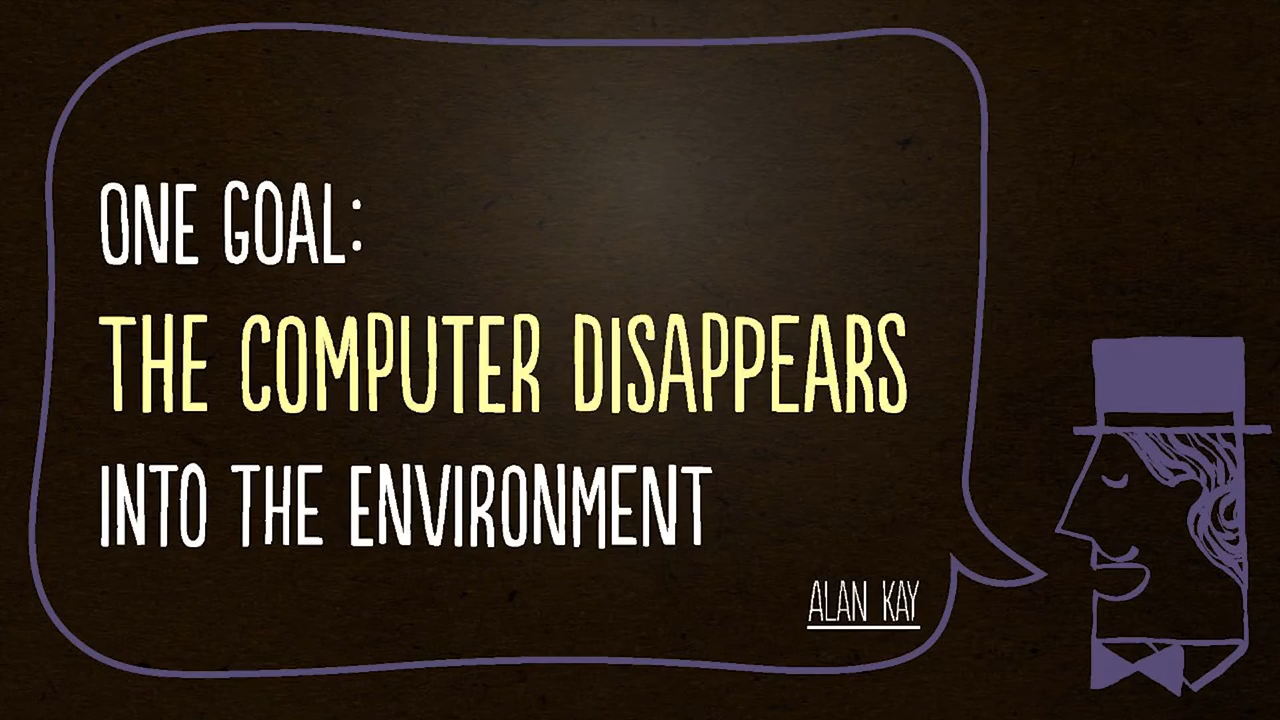 ONE GOAL:
THE COMPUTER DISAPPEARS
INTO THE ENVIRONMENT
ALAN KAY